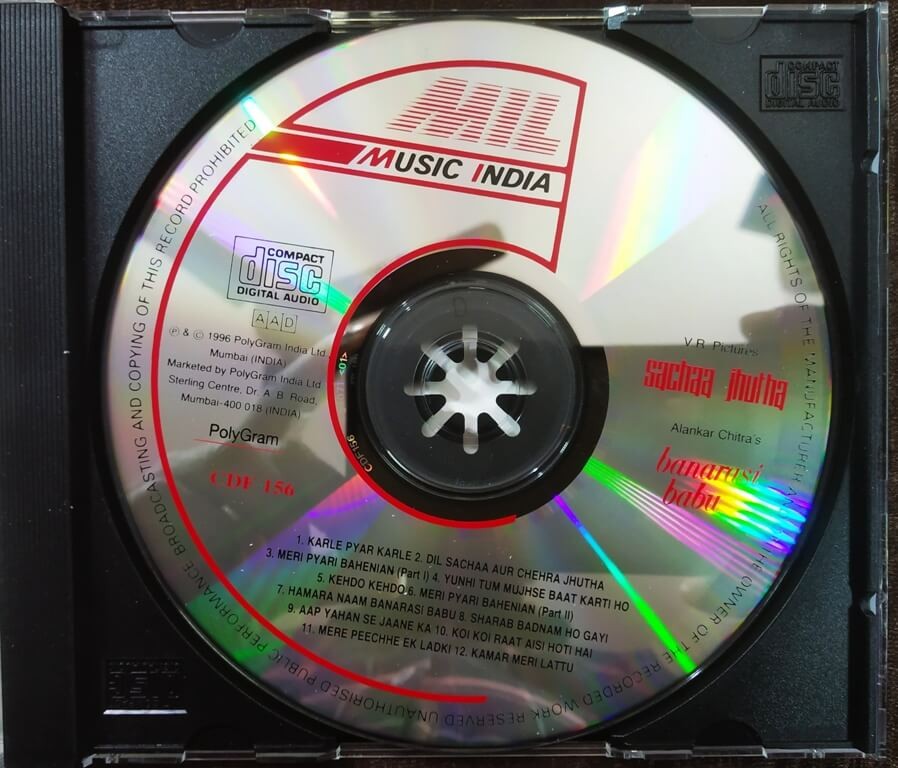 MIL
MUSIC INDIA
COMPACT
disc
DIGITAL AUDIO
COMPACT
disc
DIGITAL AUDIO
AAD
℗ & © 1996 PolyGram India Ltd.
Mumbai (INDIA)
Marketed by PolyGram India Ltd
Sterling Centre, Dr. A B Road,
Mumbai-400 018 (INDIA)
PolyGram
CDF 156
V R Pictures
sachaa jhutha
Alankar Chitra's
banarasi
babu
CDF156
1. KARLE PYAR KARLE 2. DIL SACHAA AUR CHEHRA JHUTHA
3. MERI PYARI BAHENIAN (Part I) 4. YUNHI TUM MUJHSE BAAT KARTI HO
5. KEHDO KEHDO 6. MERI PYARI BAHENIAN (Part II)
7. HAMARA NAAM BANARASI BABU 8. SHARAB BADNAM HO GAYI
9. AAP YAHAN SE JAANE KA 10. KOI KOI RAAT AISI HOTI HAI
11. MERE PEECHHE EK LADKI 12. KAMAR MERI LATTU
ALL RIGHTS OF THE MANUFACTURER THE OWNER OF THE RECORDED WORK RESERVED UNAUTHORISED PUBLIC PERFORMANCE BROADCASTING AND COPYING OF THIS RECORD PROHIBITED